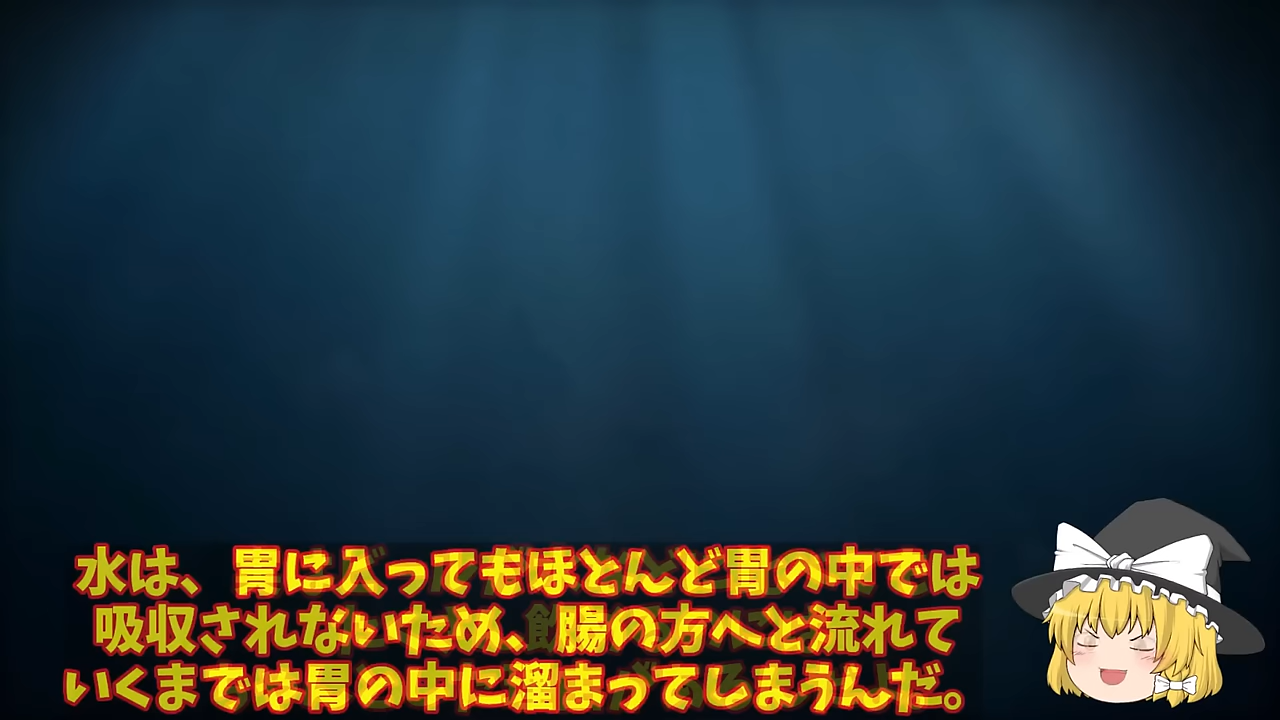 水は、胃に入ってもほとんど胃の中では
吸収されないため、腸の方へと流れて
いくまでは胃の中に溜まってしまうんだ。